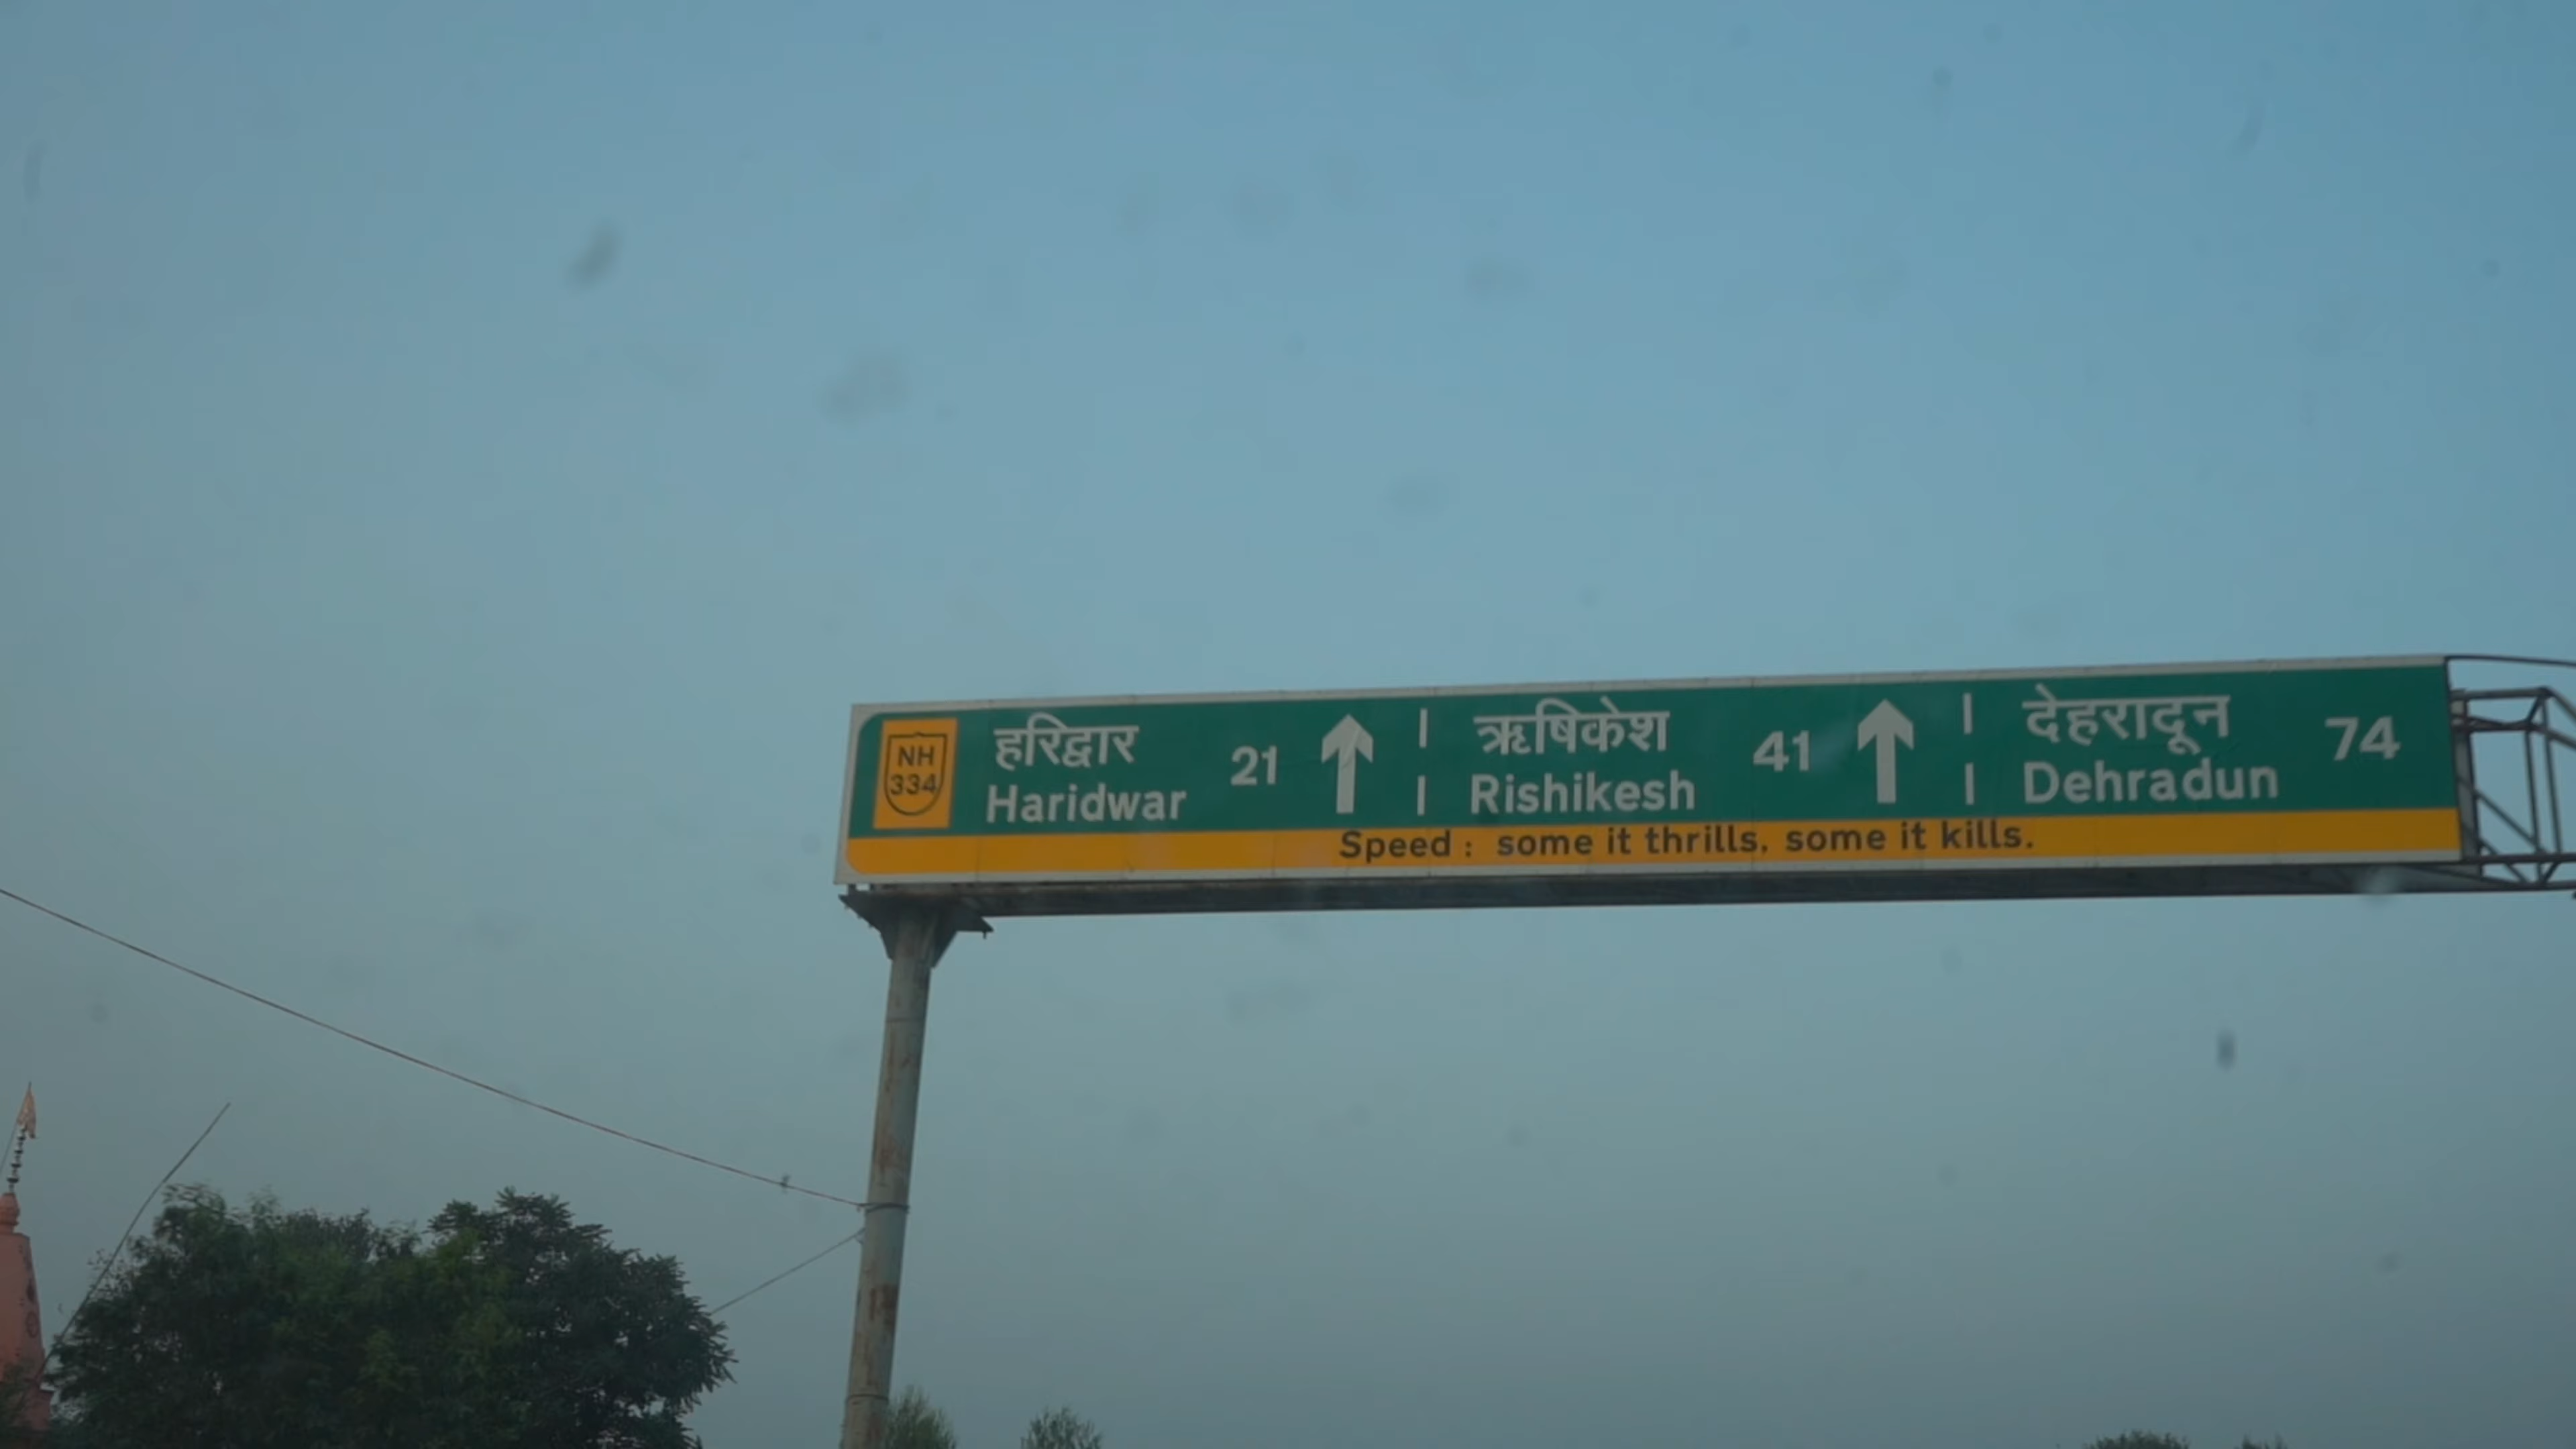 NH
334
हरिद्वार
Haridwar
21
ऋषिकेश
Rishikesh
41
देहरादून
Dehradun
74
Speed : some it thrills, some it kills.